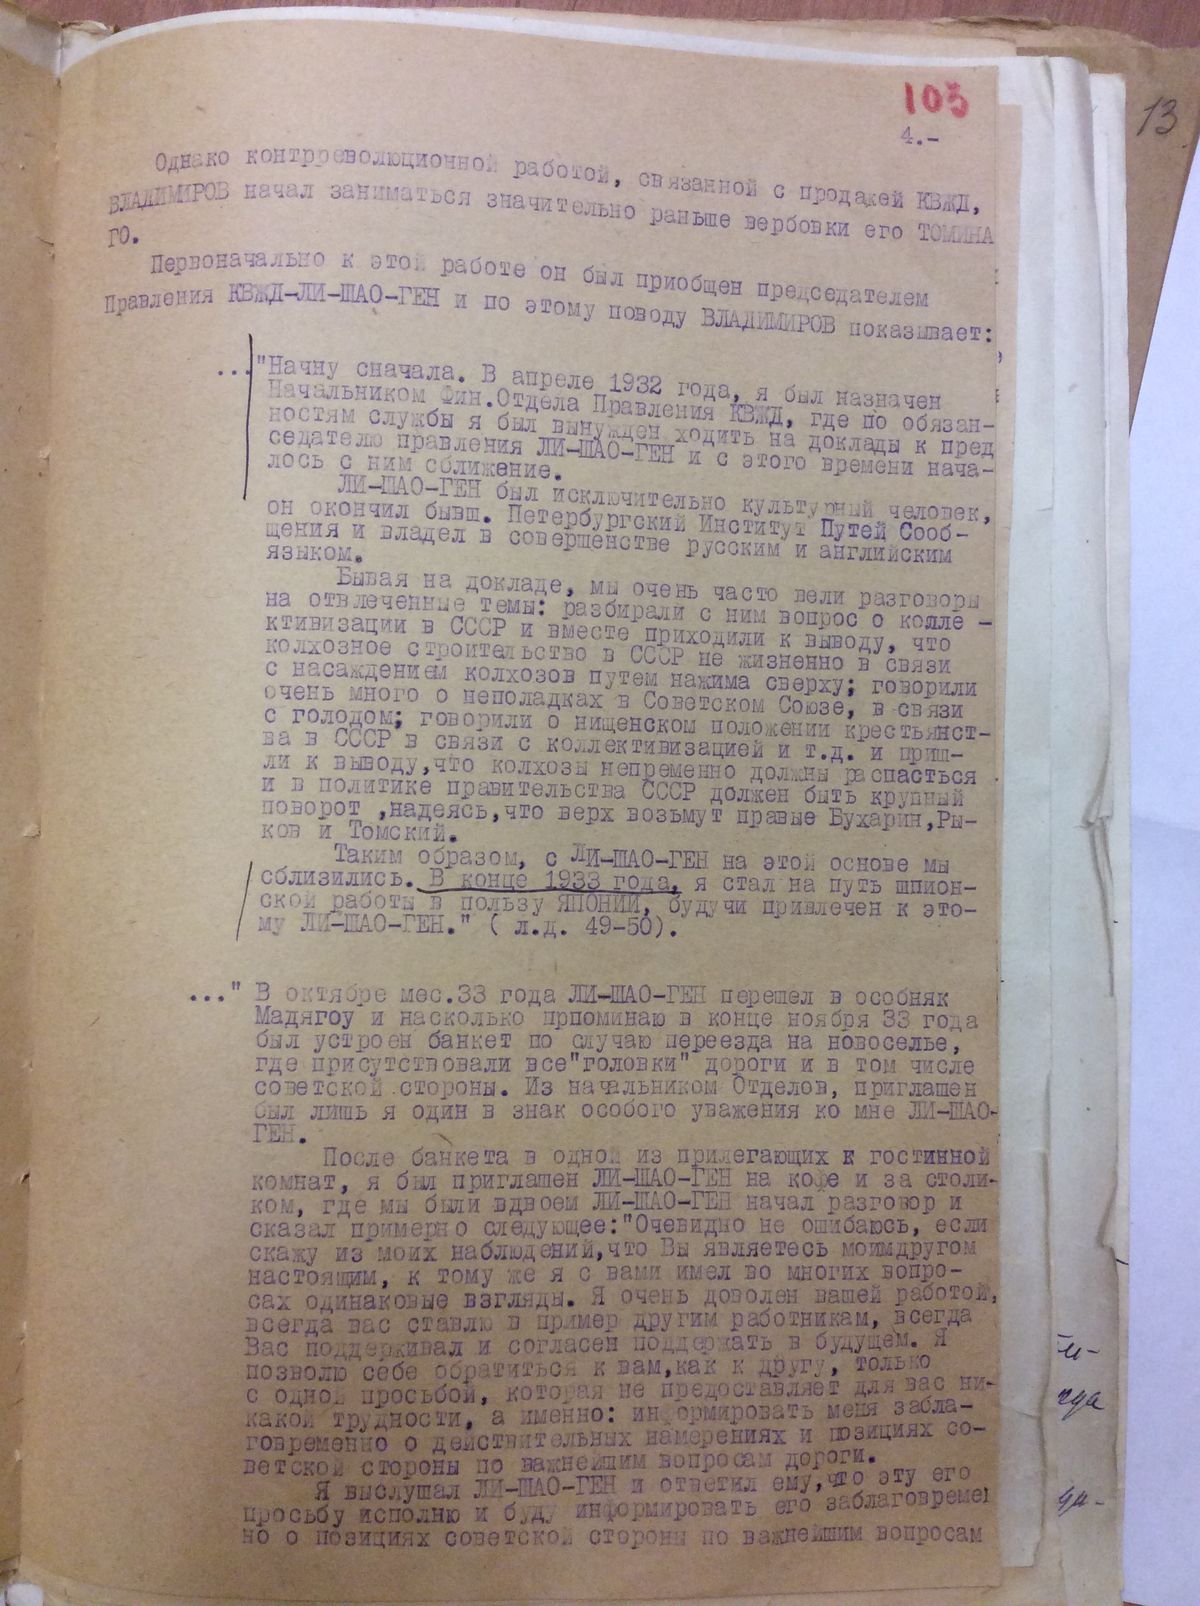 103
13
4.-
Однако контрреволюционной работой, связанной с продажей КВЖД,
ВЛАДИМИРОВ начал заниматься значительно раньше вербовки его ТОМИНА
ГО.
Первоначально к этой работе он был приобщен председателем
Правления КВЖД-ЛИ-ШАО-ГЕН и по этому поводу ВЛАДИМИРОВ показывает:
..."Начну сначала. В апреле 1932 года, я был назначен
Начальником Фин.Отдела Правления КВЖД, где по обязан-
ностям службы я был вынужден ходить на доклады к пред
седателю правления ЛИ-ШАО-ГЕН и с этого времени нача-
лось с ним сближение.
ЛИ-ШАО-ГЕН был исключительно культурный человек,
он окончил бывш. Петербургский Институт Путей Сооб-
щения и владел в совершенстве русским и английским
языком.
Бывая на докладе, мы очень часто вели разговоры
на отвлеченные темы: разбирали с ним вопрос о колле -
ктивизации в СССР и вместе приходили к выводу, что
колхозное строительство в СССР не жизненно в связи
с насаждением колхозов путем нажима сверху; говорили
очень много о неполадках в Советском Союзе, в связи
с голодом; говорили о нищенском положении крестьянст-
ва в СССР в связи с коллективизацией и т.д. и приш-
ли к выводу,что колхозы непременно должны распасться
и в политике правительства СССР должен быть крупный
поворот ,надеясь,что верх возьмут правые Бухарин,Ры-
ков и Томский.
Таким образом, с ЛИ-ШАО-ГЕН на этой основе мы
сблизились. В конце 1933 года, я стал на путь шпион-
ской работы в пользу ЯПОНИИ, будучи привлечен к это-
му ЛИ-ШАО-ГЕН." ( л.д. 49-50).
..." В октябре мес.33 года ЛИ-ШАО-ГЕН перешел в особняк
Мадягоу и насколько прпоминаю в конце ноября 33 года
был устроен банкет по случаю переезда на новоселье,
где присутствовали все"головки" дороги и в том числе
советской стороны. Из начальником Отделов, приглашен
был лишь я один в знак особого уважения ко мне ЛИ-ШАО-
ГЕН.
После банкета в одной из прилегающих к гостинной
комнат, я был приглашен ЛИ-ШАО-ГЕН на кофе и за столи-
ком, где мы были вдвоем ЛИ-ШАО-ГЕН начал разговор и
сказал примерно следующее:"Очевидно не ошибаюсь, если
скажу из моих наблюдений,что Вы являетесь моимдругом
настоящим, к тому же я с вами имел во многих вопро-
сах одинаковые взгляды. Я очень доволен вашей работой,
всегда вас ставлю в пример другим работникам, всегда
Вас поддерживал и согласен поддержать в будущем. Я
позволю себе обратиться к вам,как к другу, только
с одной просьбой, которая не предоставляет для вас ни-
какой трудности, а именно: информировать меня забла-
говременно о действительных намерениях и позициях со-
ветской стороны по важнейшим вопросам дороги.
Я выслушал ЛИ-ШАО-ГЕН и ответил ему,что эту его
просьбу исполню и буду информировать его заблаговремен
но о позициях советской стороны по важнейшим вопросам